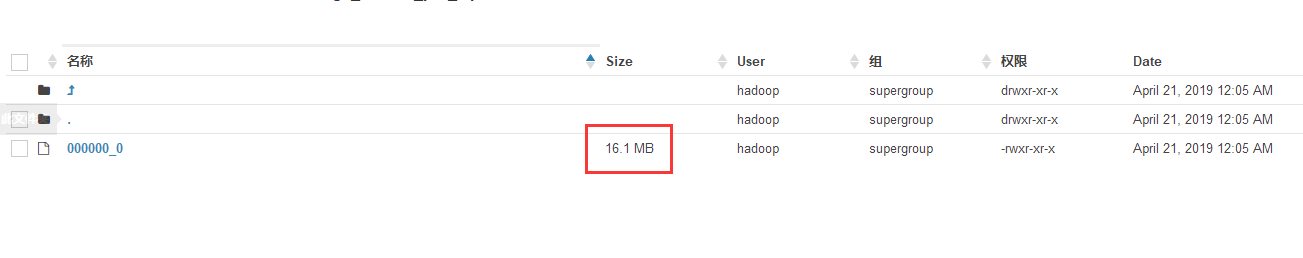 名称 Size User 组 权限 Date
hadoop supergroup drwxr-xr-x April 21, 2019 12:05 AM
. hadoop supergroup drwxr-xr-x April 21, 2019 12:05 AM
000000_0 16.1 MB hadoop supergroup -rwxr-xr-x April 21, 2019 12:05 AM